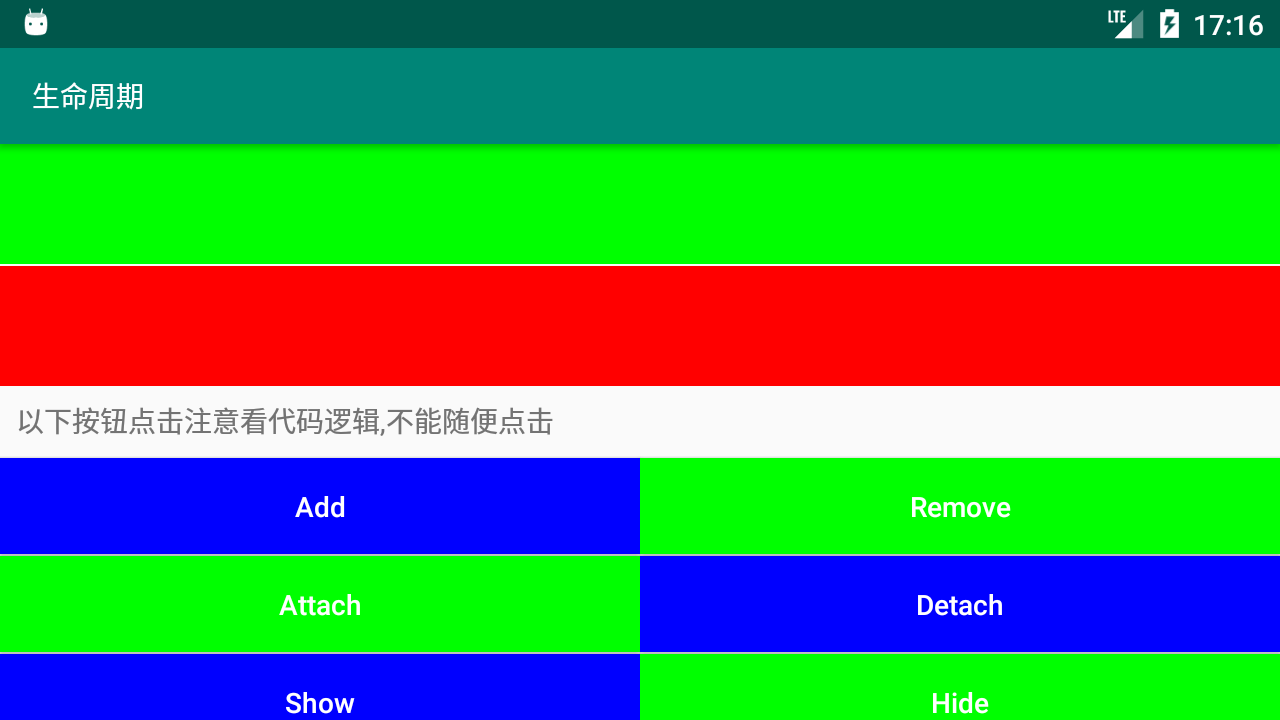 LTE 17:16
生命周期
以下按钮点击注意看代码逻辑,不能随便点击
Add Remove
Attach Detach
Show Hide